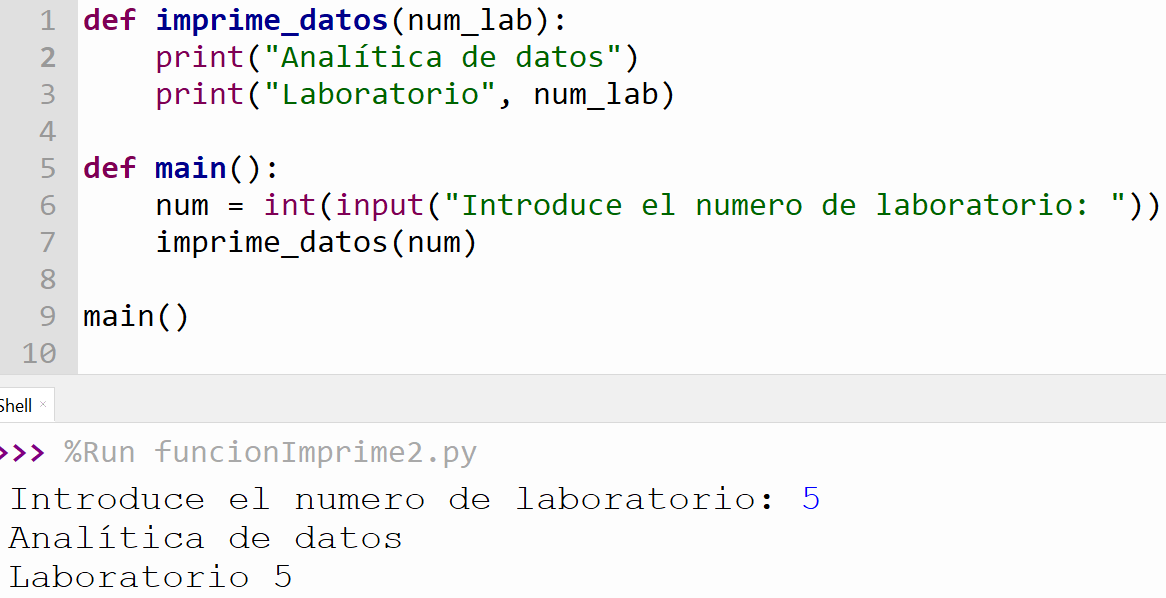 1 def imprime_datos(num_lab):
2     print("Analítica de datos")
3     print("Laboratorio", num_lab)
4
5 def main():
6     num = int(input("Introduce el numero de laboratorio: "))
7     imprime_datos(num)
8
9 main()
10
Shell ×
>>> %Run funcionImprime2.py
Introduce el numero de laboratorio: 5
Analítica de datos
Laboratorio 5